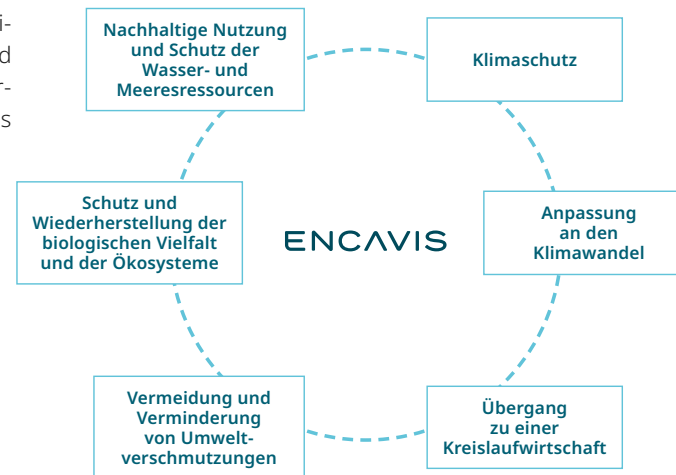 i-
d
r-
s
Nachhaltige Nutzung
und Schutz der
Wasser- und
Meeresressourcen
Klimaschutz
Schutz und
Wiederherstellung der
biologischen Vielfalt
und der Ökosysteme
ENCAVIS
Anpassung
an den
Klimawandel
Vermeidung und
Verminderung
von Umwelt-
verschmutzungen
Übergang
zu einer
Kreislaufwirtschaft